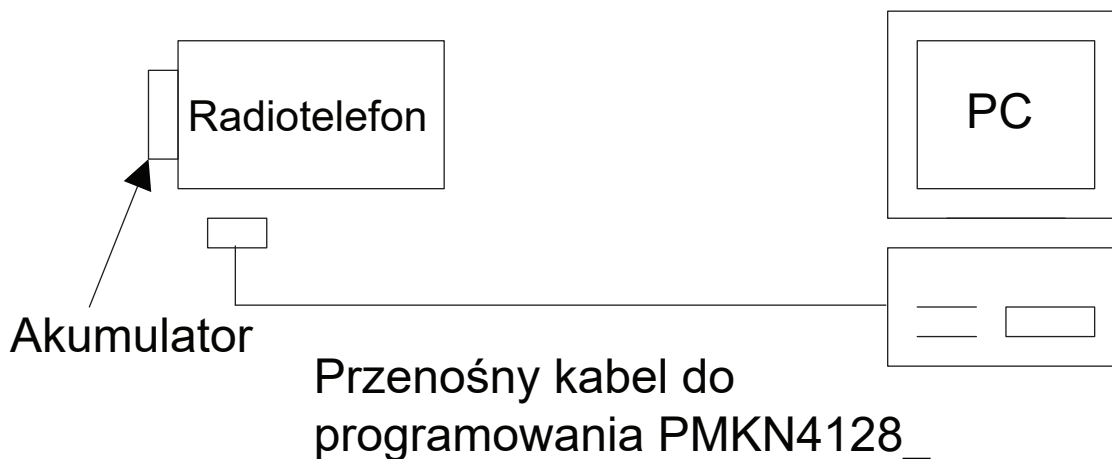 Radiotelefon
PC
Akumulator
Przenośny kabel do
programowania PMKN4128_